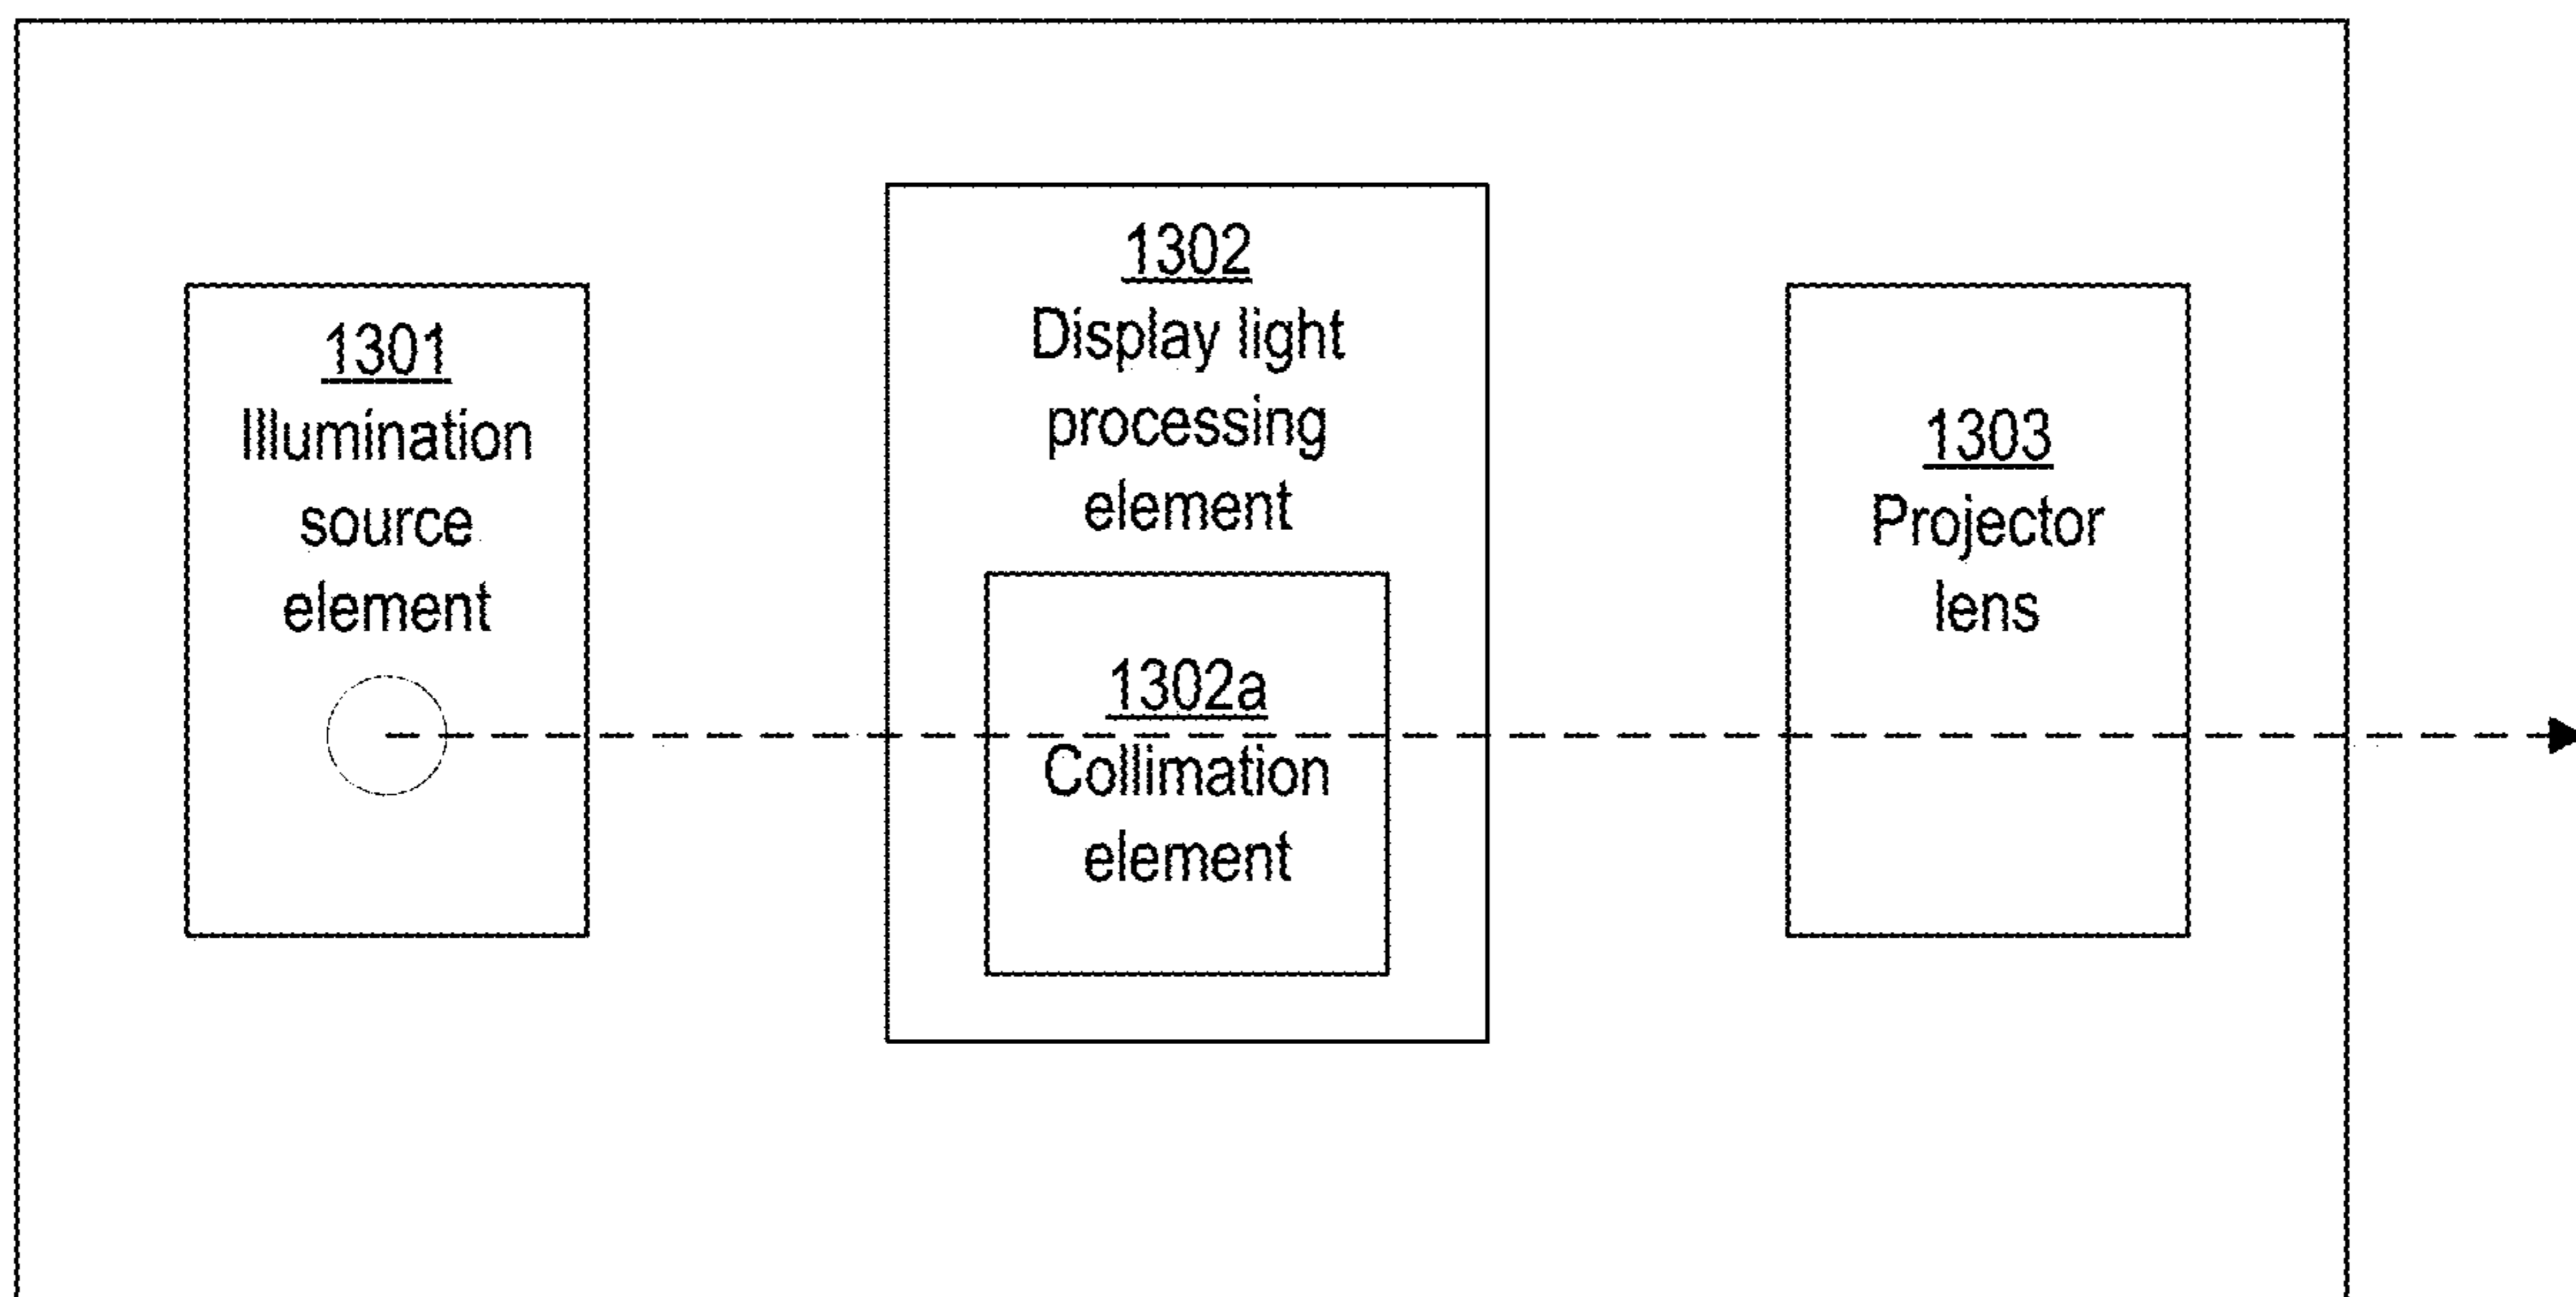 1301
Illumination
source
element
1302
Display light
processing
element
1302a
Collimation
element
1303
Projector
lens